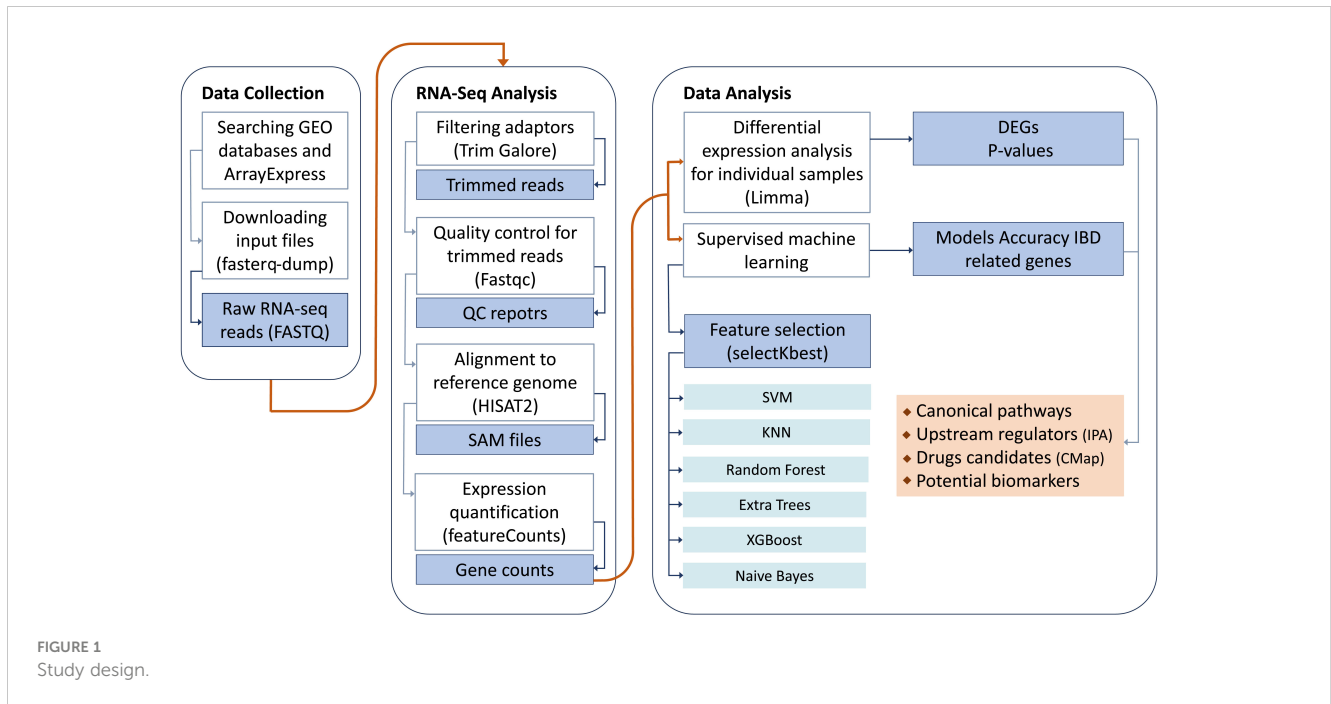 Data Collection
Searching GEO
databases and
ArrayExpress
Downloading
input files
(fasterq-dump)
Raw RNA-seq
reads (FASTQ)
RNA-Seq Analysis
Filtering adaptors
(Trim Galore)
Trimmed reads
Quality control for
trimmed reads
(Fastqc)
QC repotrs
Alignment to
reference genome
(HISAT2)
SAM files
Expression
quantification
(featureCounts)
Gene counts
Data Analysis
Differential
expression analysis
for individual samples
(Limma)
DEGs
P-values
Supervised machine
learning
Models Accuracy IBD
related genes
Feature selection
(selectKbest)
SVM
KNN
Random Forest
Extra Trees
XGBoost
Naive Bayes
◆ Canonical pathways
◆ Upstream regulators (IPA)
◆ Drugs candidates (CMap)
◆ Potential biomarkers
FIGURE 1
Study design.